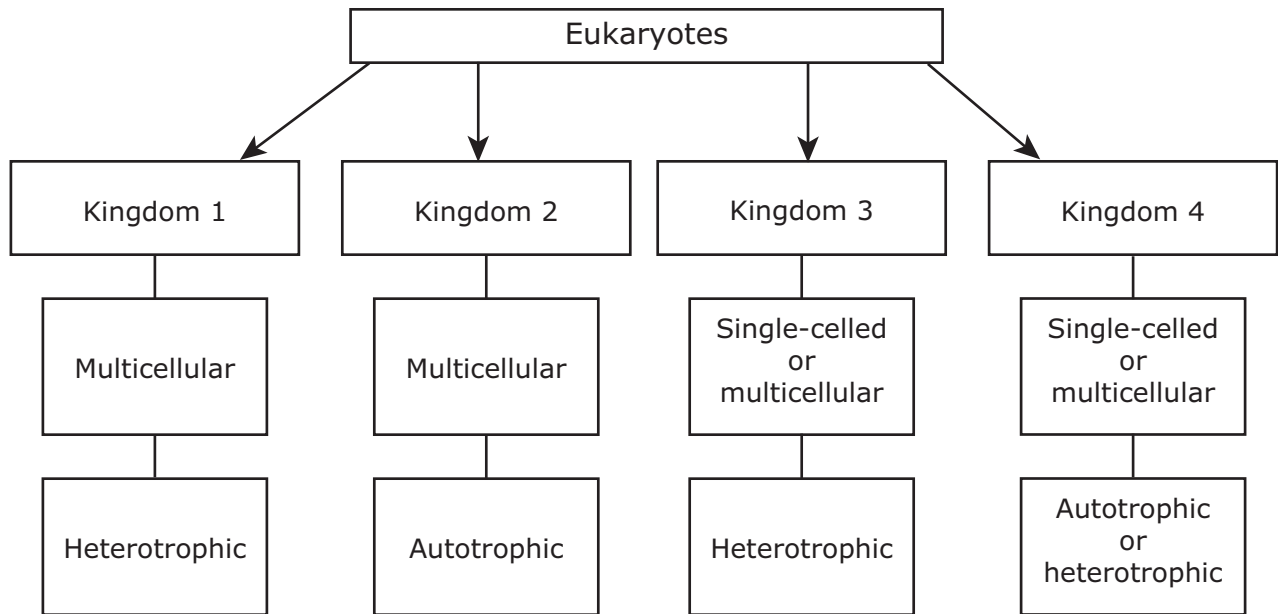 Eukaryotes
Kingdom 1
Kingdom 2
Kingdom 3
Kingdom 4
Multicellular
Multicellular
Single-celled
or
multicellular
Single-celled
or
multicellular
Heterotrophic
Autotrophic
Heterotrophic
Autotrophic
or
heterotrophic